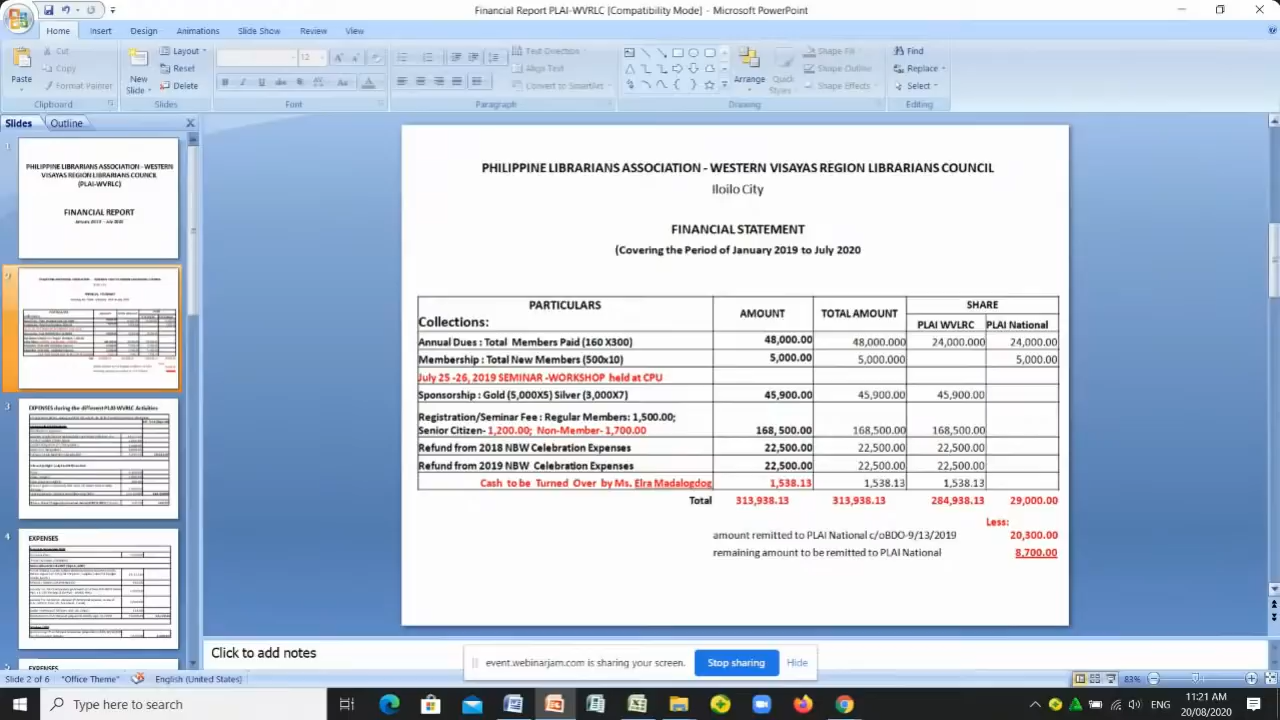 Financial Report PLAI-WVRLC [Compatibility Mode] - Microsoft PowerPoint
Home Insert Design Animations Slide Show Review View
Paste
Cut
Copy
Format Painter
Clipboard
New Slide
Layout
Reset
Delete
Slides
12
Font
Text Direction
Align Text
Convert to SmartArt
Paragraph
Arrange
Quick Styles
Shape Fill
Shape Outline
Shape Effects
Drawing
Find
Replace
Select
Editing
Slides Outline
1
PHILIPPINE LIBRARIANS ASSOCIATION - WESTERN
VISAYAS REGION LIBRARIANS COUNCIL
(PLAI-WVRLC)
FINANCIAL REPORT
January 2019 - July 2020
2
3
EXPENSES during the different PLAI WVRLC Activities
4
EXPENSES
5
EXPENSES
PHILIPPINE LIBRARIANS ASSOCIATION - WESTERN VISAYAS REGION LIBRARIANS COUNCIL
Iloilo City
FINANCIAL STATEMENT
(Covering the Period of January 2019 to July 2020
PARTICULARS AMOUNT TOTAL AMOUNT SHARE
Collections: PLAI WVLRC PLAI National
Annual Dues : Total Members Paid (160 X300) 48,000.00 48,000.000 24,000.000 24,000.00
Membership : Total New Members (500x10) 5,000.00 5,000.000 5,000.00
July 25 -26, 2019 SEMINAR -WORKSHOP held at CPU
Sponsorship : Gold (5,000X5) Silver (3,000X7) 45,900.00 45,900.00 45,900.00
Registration/Seminar Fee : Regular Members: 1,500.00;
Senior Citizen- 1,200.00; Non-Member- 1,700.00 168, 500.00 168,500.00 168,500.00
Refund from 2018 NBW Celebration Expenses 22,500.00 22,500.00 22,500.00
Refund from 2019 NBW Celebration Expenses 22,500.00 22,500.00 22,500.00
Cash to be Turned Over by Ms. Elra Madalogdog 1,538.13 1,538.13 1,538.13
Total 313,938.13 313,938.13 284,938.13 29,000.00
Less:
amount remitted to PLAI National c/oBDO-9/13/2019 20,300.00
remaining amount to be remitted to PLAI National 8,700.00
Click to add notes
event.webinarjam.com is sharing your screen. Stop sharing Hide
Slide 2 of 6 "Office Theme" English (United States) 83%
Type here to search
ENG
11:21 AM
20/08/2020